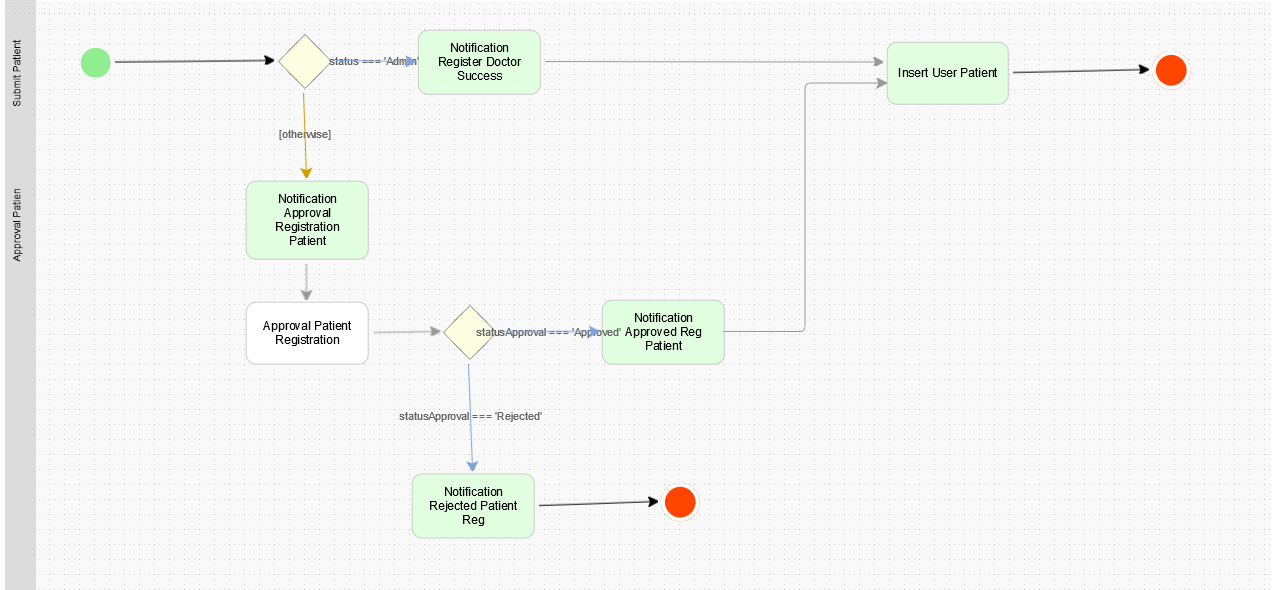 Submit Patient
Approval Patien
status === 'Admin'
Notification
Register Doctor
Success
Insert User Patient
[otherwise]
Notification
Approval
Registration
Patient
Approval Patient
Registration
statusApproval === 'Approved'
Notification
Approved Reg
Patient
statusApproval === 'Rejected'
Notification
Rejected Patient
Reg